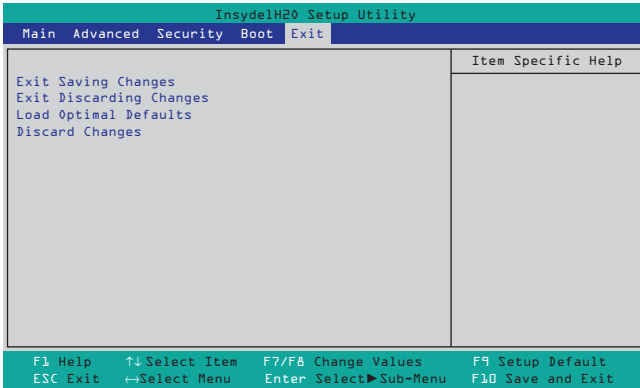 InsydelH20 Setup Utility
Main Advanced Security Boot Exit
Item Specific Help
Exit Saving Changes
Exit Discarding Changes
Load Optimal Defaults
Discard Changes
F1 Help ↑↓Select Item F7/F8 Change Values F9 Setup Default
ESC Exit ↔Select Menu Enter Select▶Sub-Menu F10 Save and Exit